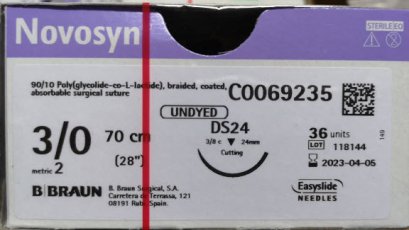 Novosyn
STERILE EO
90/10 Poly(glycolide-co-L-lactide), braided, coated,
absorbable surgical suture
C0069235
UNDYED
3/0
70 cm
(28")
metric 2
DS24
3/8 c 24mm
Cutting
36 units
LOT 118144
2023-04-05
149
B BRAUN
B. Braun Surgical, S.A.
Carretera de Terrassa, 121
08191 Rubí, Spain.
Easyslide
NEEDLES